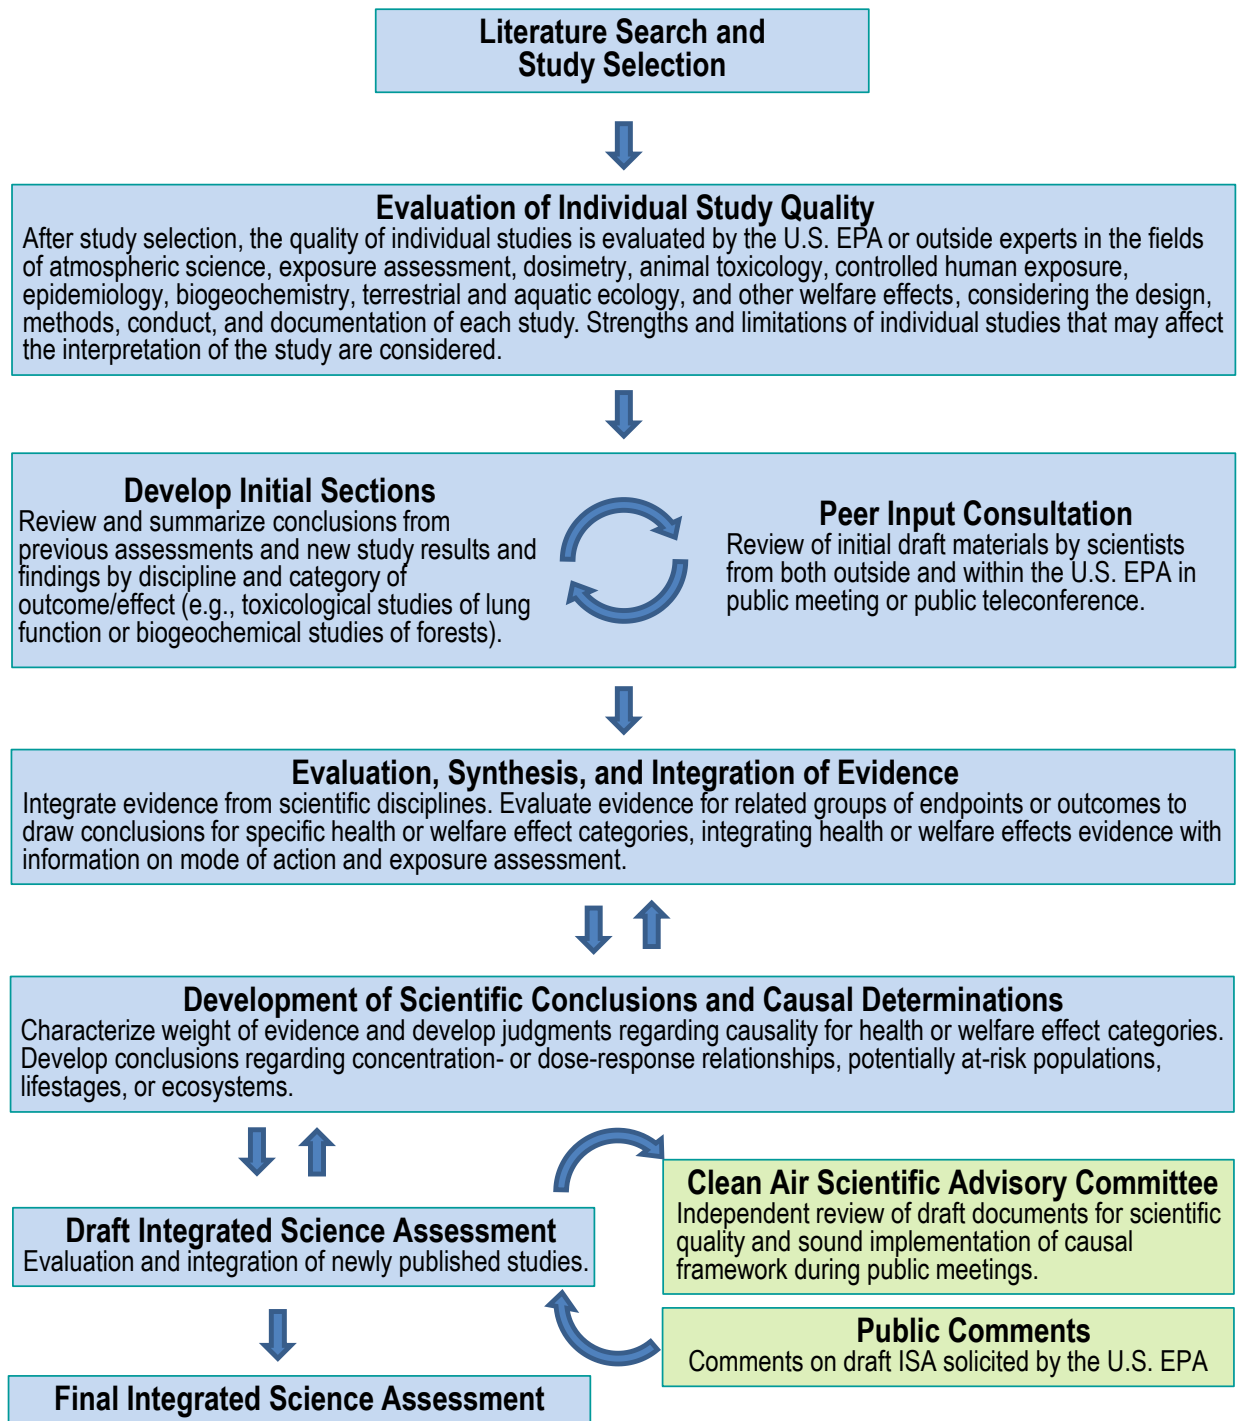 Literature Search and
Study Selection
Evaluation of Individual Study Quality
After study selection, the quality of individual studies is evaluated by the U.S. EPA or outside experts in the fields
of atmospheric science, exposure assessment, dosimetry, animal toxicology, controlled human exposure,
epidemiology, biogeochemistry, terrestrial and aquatic ecology, and other welfare effects, considering the design,
methods, conduct, and documentation of each study. Strengths and limitations of individual studies that may affect
the interpretation of the study are considered.
Develop Initial Sections
Review and summarize conclusions from
previous assessments and new study results and
findings by discipline and category of
outcome/effect (e.g., toxicological studies of lung
function or biogeochemical studies of forests).
Peer Input Consultation
Review of initial draft materials by scientists
from both outside and within the U.S. EPA in
public meeting or public teleconference.
Evaluation, Synthesis, and Integration of Evidence
Integrate evidence from scientific disciplines. Evaluate evidence for related groups of endpoints or outcomes to
draw conclusions for specific health or welfare effect categories, integrating health or welfare effects evidence with
information on mode of action and exposure assessment.
Development of Scientific Conclusions and Causal Determinations
Characterize weight of evidence and develop judgments regarding causality for health or welfare effect categories.
Develop conclusions regarding concentration- or dose-response relationships, potentially at-risk populations,
lifestages, or ecosystems.
Draft Integrated Science Assessment
Evaluation and integration of newly published studies.
Clean Air Scientific Advisory Committee
Independent review of draft documents for scientific
quality and sound implementation of causal
framework during public meetings.
Public Comments
Comments on draft ISA solicited by the U.S. EPA
Final Integrated Science Assessment